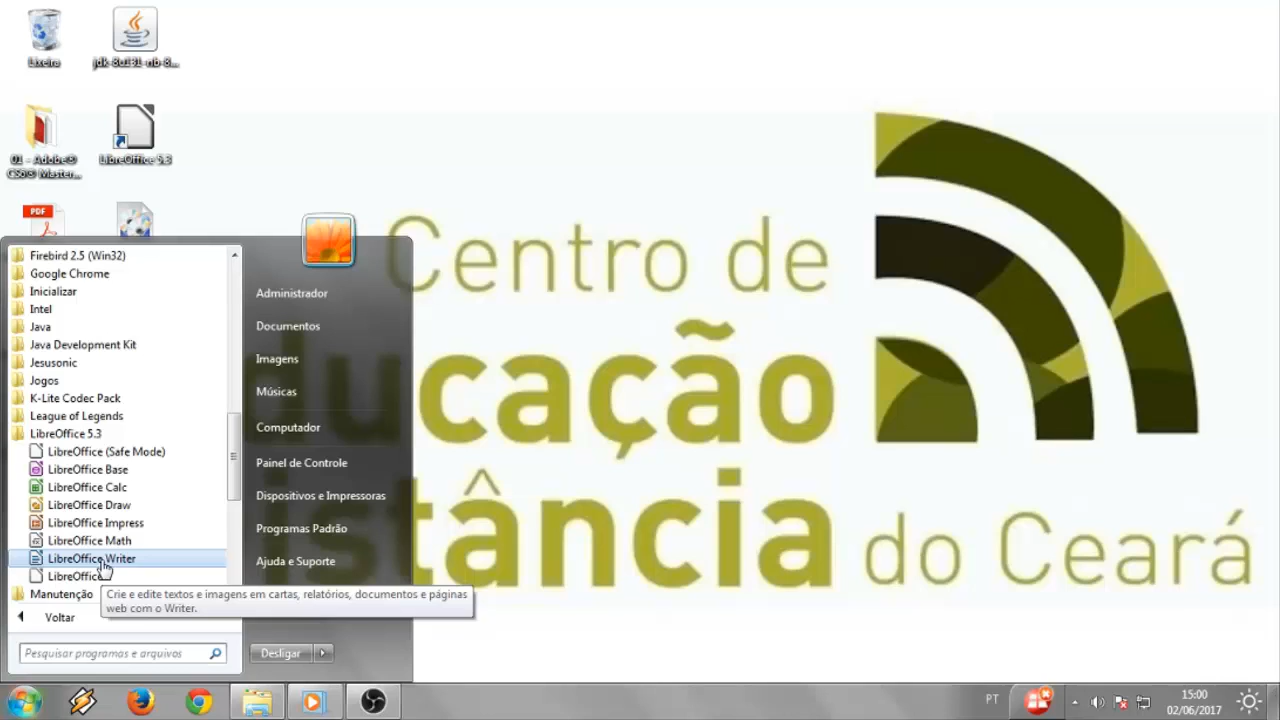 Lixeira
jdk-8u131-nb-8...
01 - Adobe®
CS6® Master...
LibreOffice 5.3
PDF
Centro de
ucação
istância do Ceará
Firebird 2.5 (Win32)
Google Chrome
Inicializar
Intel
Java
Java Development Kit
Jesusonic
Jogos
K-Lite Codec Pack
League of Legends
LibreOffice 5.3
LibreOffice (Safe Mode)
LibreOffice Base
LibreOffice Calc
LibreOffice Draw
LibreOffice Impress
LibreOffice Math
LibreOffice Writer
LibreOffice
Manutenção
Voltar
Pesquisar programas e arquivos
Administrador
Documentos
Imagens
Músicas
Computador
Painel de Controle
Dispositivos e Impressoras
Programas Padrão
Ajuda e Suporte
Crie e edite textos e imagens em cartas, relatórios, documentos e páginas
web com o Writer.
Desligar
PT
15:00
02/06/2017